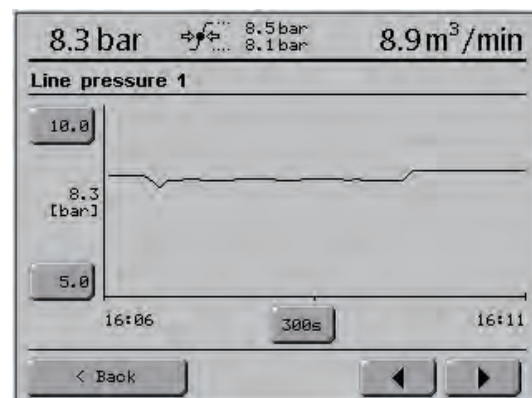 8.3 bar 8.5 bar 8.9 m³/min
8.1 bar
Line pressure 1
10.0
8.3
[bar]
5.0
16:06 300s 16:11
< Back